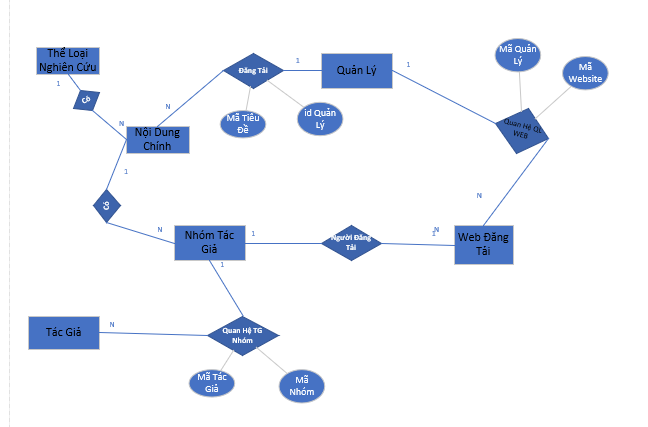 Thể Loại
Nghiên Cứu
1
Có
N
Nội Dung
Chính
N
Đăng Tải
1
Quản Lý
1
Mã Tiêu
Đề
id Quản
Lý
Mã Quản
Lý
Mã
Website
Quan Hệ QL
WEB
N
1
Có
N
Nhóm Tác
Giả
1
Người Đăng
Tải
1
N
Web Đăng
Tải
1
Tác Giả
N
Quan Hệ TG
Nhóm
Mã Tác
Giả
Mã
Nhóm